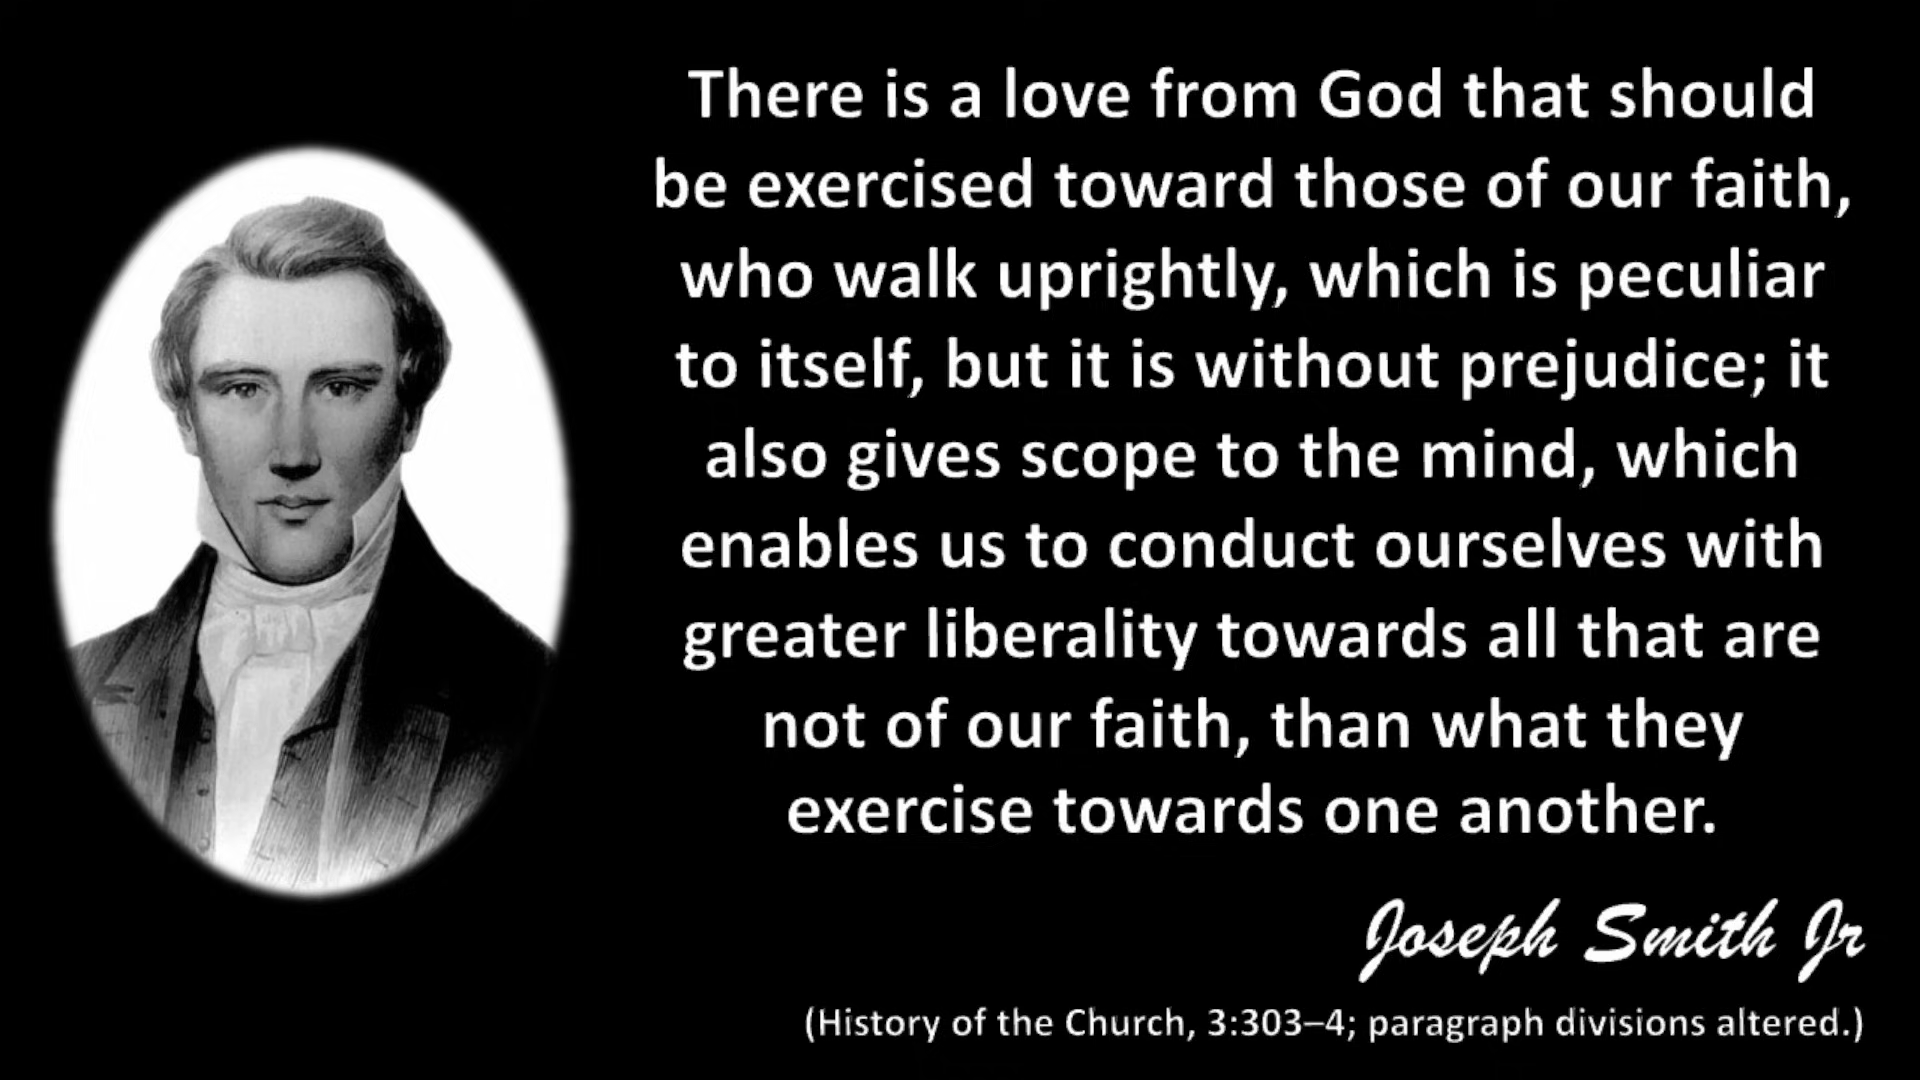 There is a love from God that should
be exercised toward those of our faith,
who walk uprightly, which is peculiar
to itself, but it is without prejudice; it
also gives scope to the mind, which
enables us to conduct ourselves with
greater liberality towards all that are
not of our faith, than what they
exercise towards one another.
Joseph Smith Jr
(History of the Church, 3:303–4; paragraph divisions altered.)